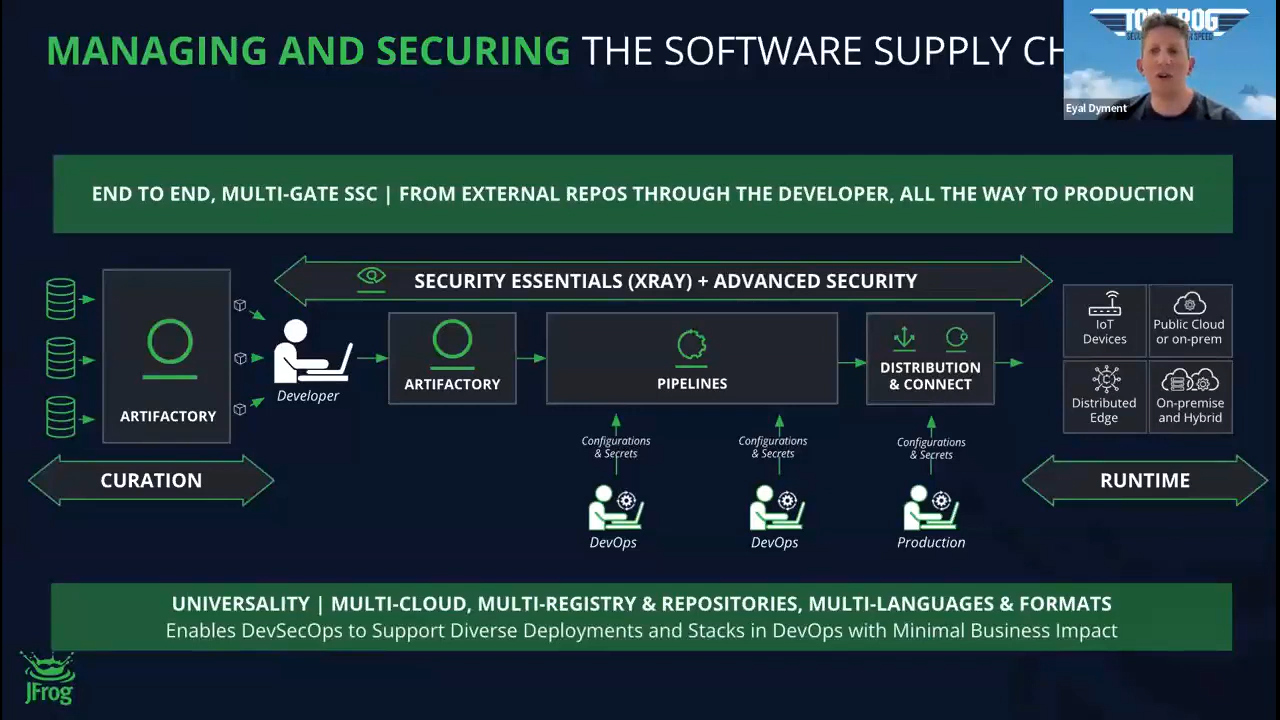 MANAGING AND SECURING THE SOFTWARE SUPPLY CH
TOP FROG
Eyal Dyment
END TO END, MULTI-GATE SSC | FROM EXTERNAL REPOS THROUGH THE DEVELOPER, ALL THE WAY TO PRODUCTION
SECURITY ESSENTIALS (XRAY) + ADVANCED SECURITY
ARTIFACTORY
Developer
ARTIFACTORY
PIPELINES
DISTRIBUTION
& CONNECT
IoT
Devices
Public Cloud
or on-prem
Distributed
Edge
On-premise
and Hybrid
Configurations
& Secrets
Configurations
& Secrets
Configurations
& Secrets
CURATION
RUNTIME
DevOps
DevOps
Production
UNIVERSALITY | MULTI-CLOUD, MULTI-REGISTRY & REPOSITORIES, MULTI-LANGUAGES & FORMATS
Enables DevSecOps to Support Diverse Deployments and Stacks in DevOps with Minimal Business Impact
JFrog